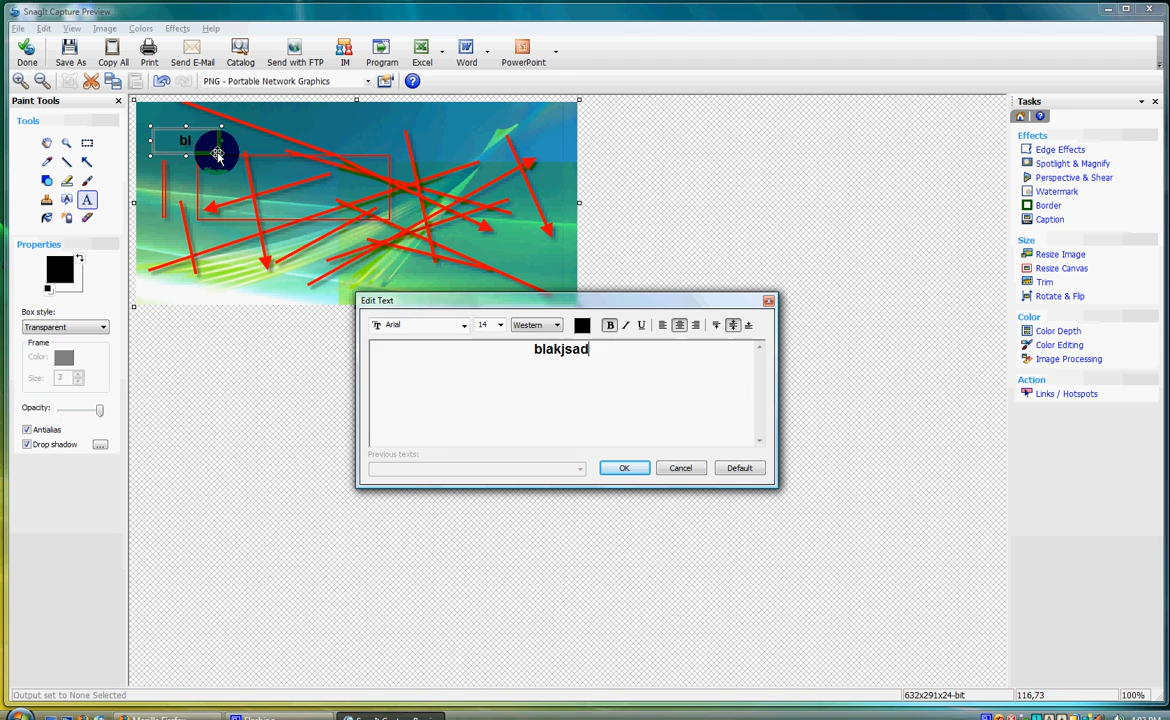 SnagIt Capture Preview
File Edit View Image Colors Effects Help
Done Save As Copy All Print Send E-Mail Catalog Send with FTP IM Program Excel Word PowerPoint
PNG - Portable Network Graphics
Paint Tools
Tools
A
Properties
Box style:
Transparent
Frame
Color:
Size: 3
Opacity:
Antialias
Drop shadow ...
bl
Edit Text
Arial 14 Western B I U
blakjsad
Previous texts:
OK Cancel Default
Tasks
Effects
Edge Effects
Spotlight & Magnify
Perspective & Shear
Watermark
Border
Caption
Size
Resize Image
Resize Canvas
Trim
Rotate & Flip
Color
Color Depth
Color Editing
Image Processing
Action
Links / Hotspots
Output set to None Selected
632x291x24-bit 116,73 100%
Mozilla Firefox